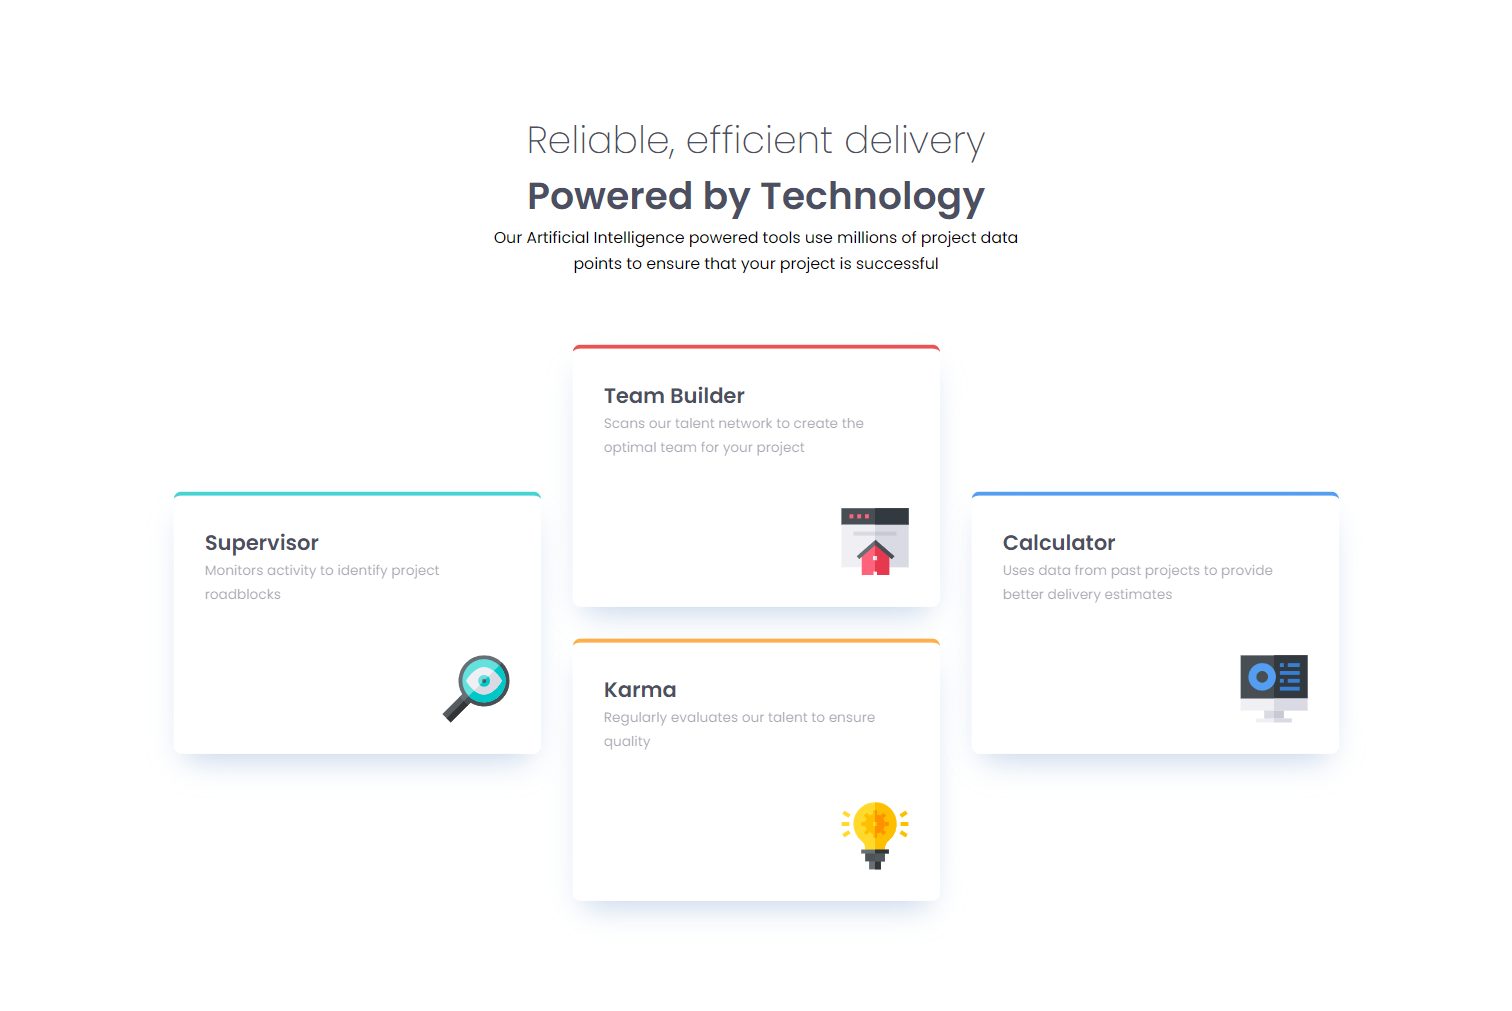 Reliable, efficient delivery
Powered by Technology
Our Artificial Intelligence powered tools use millions of project data
points to ensure that your project is successful
Supervisor
Monitors activity to identify project
roadblocks
Team Builder
Scans our talent network to create the
optimal team for your project
Karma
Regularly evaluates our talent to ensure
quality
Calculator
Uses data from past projects to provide
better delivery estimates